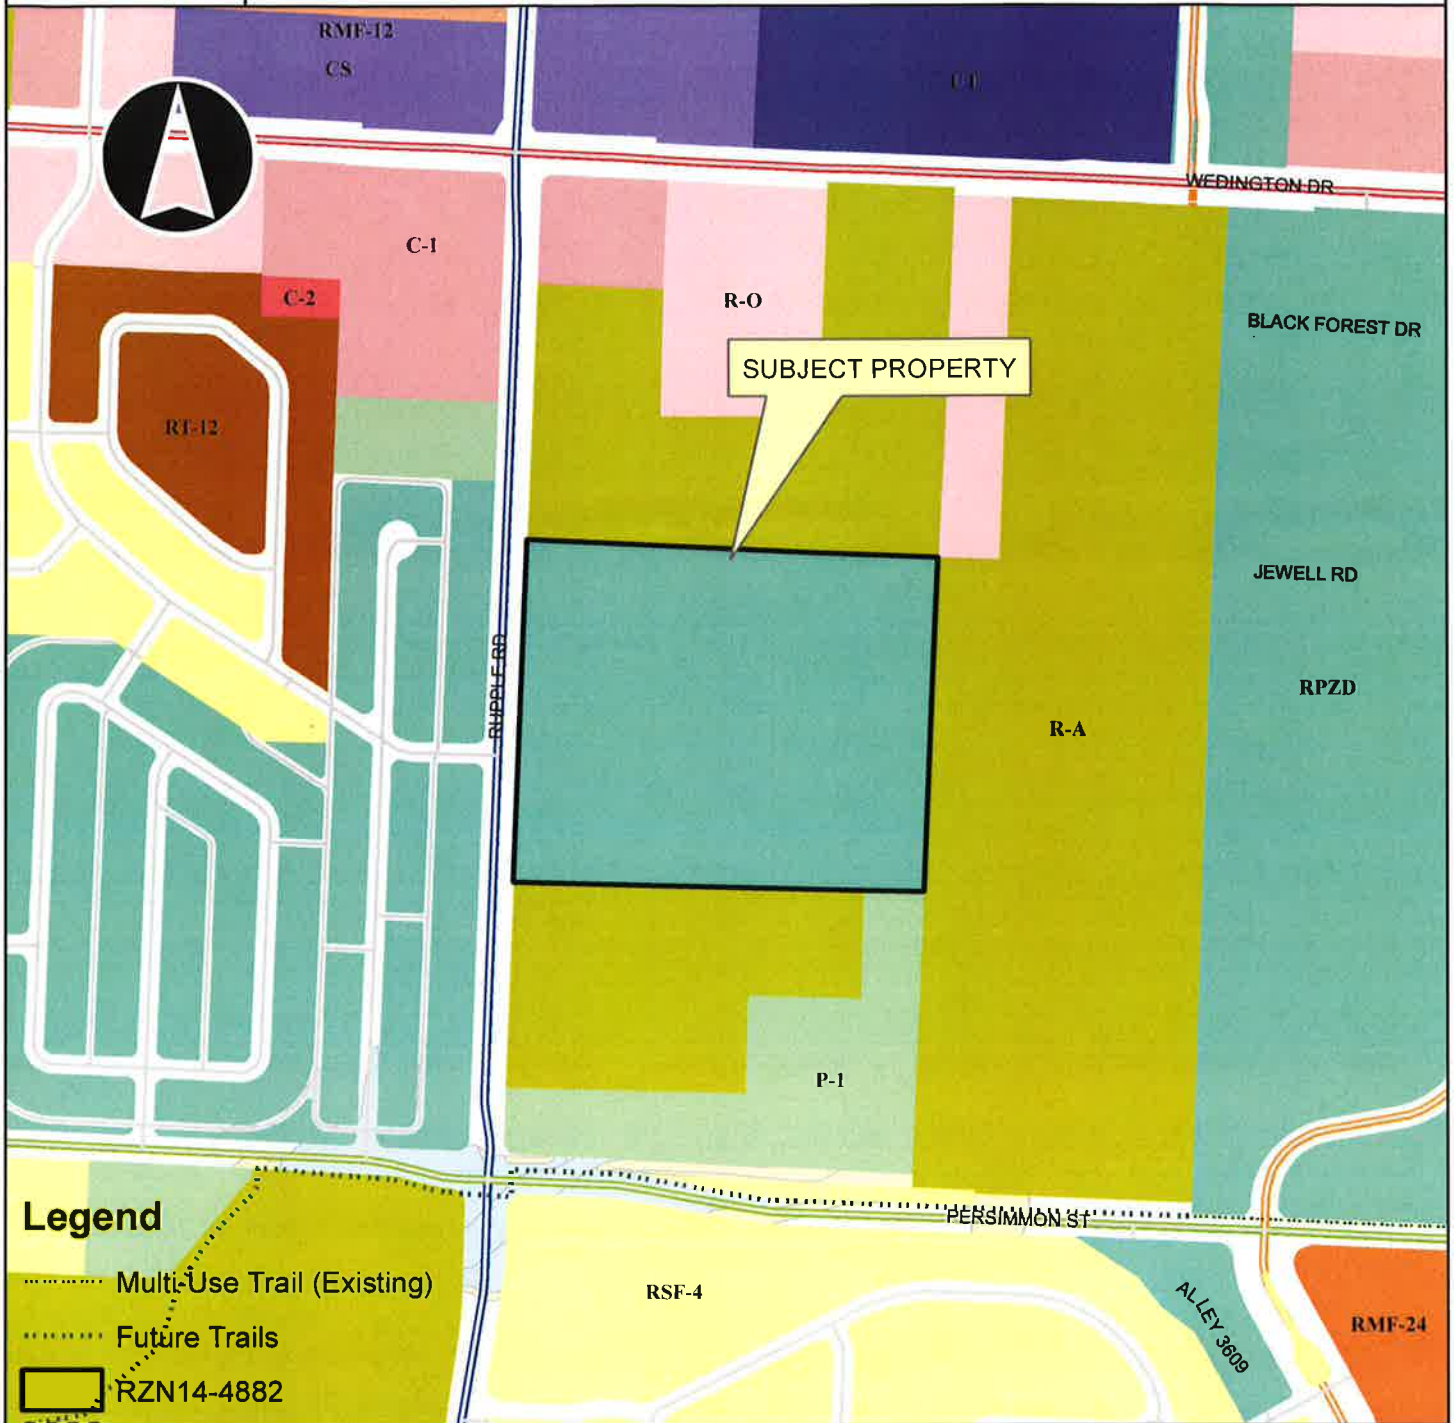 RMF-12
CS
WEDINGTON DR
C-1
C-2
R-O
BLACK FOREST DR
SUBJECT PROPERTY
RT-12
JEWELL RD
RUPPLE RD
RPZD
R-A
P-1
PERSIMMON ST
Legend
Multi-Use Trail (Existing)
RSF-4
ALLEY 3609
RMF-24
Future Trails
RZN14-4882